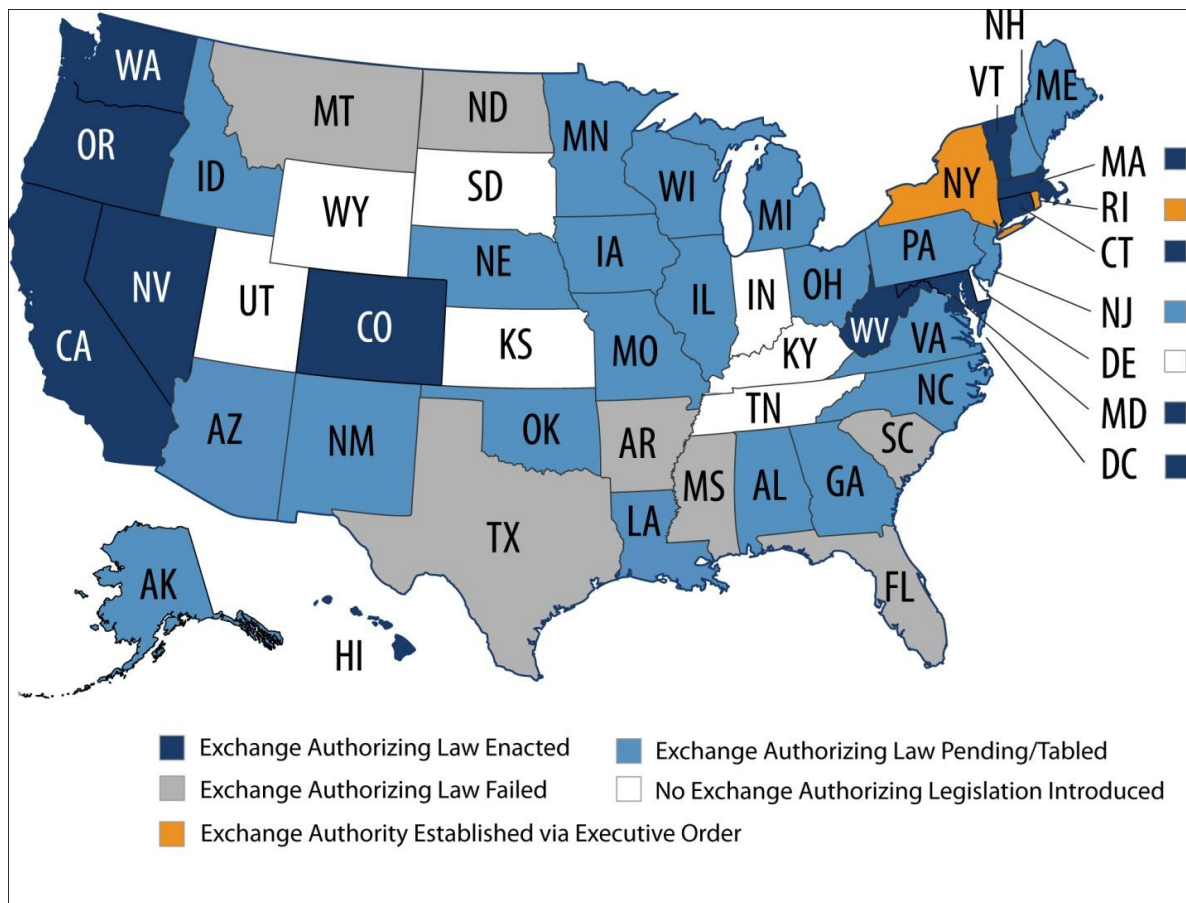 NH
WA
VT
ME
MT
ND
MN
OR
MA
ID
WI
SD
NY
RI
WY
MI
CT
PA
NE
IA
NV
OH
IN
UT
IL
NJ
CO
WV
CA
VA
KS
MO
KY
DE
NC
TN
MD
AZ
OK
NM
AR
SC
DC
MS
AL
GA
LA
TX
AK
FL
HI
Exchange Authorizing Law Enacted
Exchange Authorizing Law Pending/Tabled
Exchange Authorizing Law Failed
No Exchange Authorizing Legislation Introduced
Exchange Authority Established via Executive Order